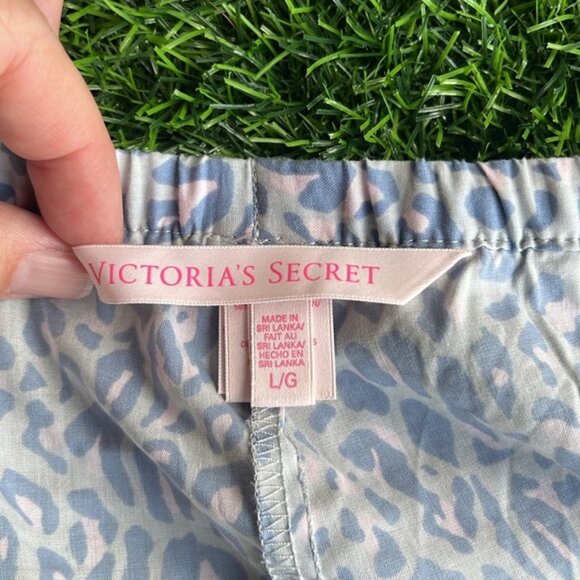 VICTORIA'S SECRET
MADE IN
SRI LANKA/
FAIT AU
SRI LANKA/
HECHO EN
SRI LANKA
L/G